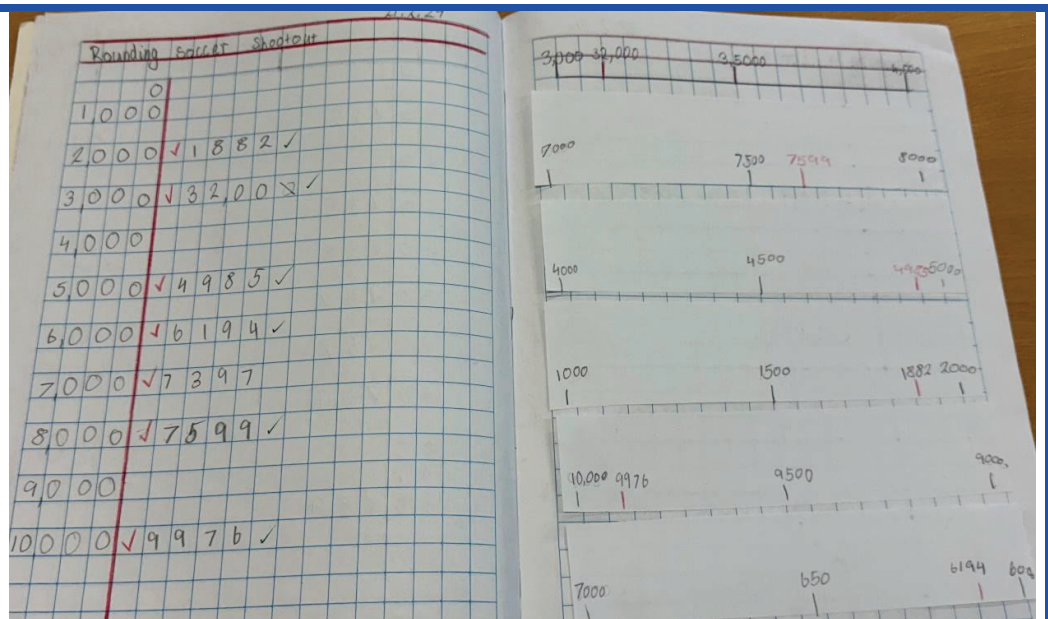 Rounding soccer shootout
0
1,000
2,000 ✓ 1882 ✓
3,000 ✓ 32,00 ✓
4,000
5,000 ✓ 4985 ✓
6,000 ✓ 6194 ✓
7,000 ✓ 7397
8,000 ✓ 7599 ✓
9,000
10000 ✓ 9976 ✓
3,000 32,000 3,5000
7000 7500 7599 8000
4000 4500 4985 5000
1000 1500 1882 2000
10,000 9976 9500 9000
7000 650 6194